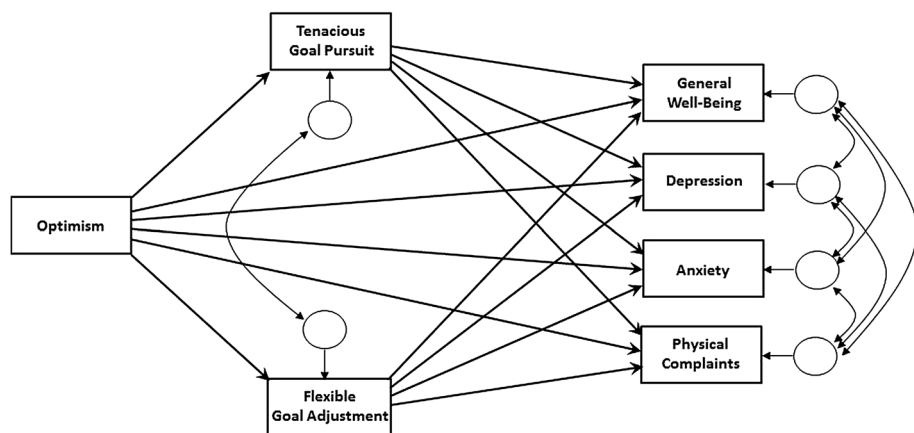 Tenacious
Goal Pursuit
General
Well-Being
Depression
Optimism
Anxiety
Physical
Complaints
Flexible
Goal Adjustment